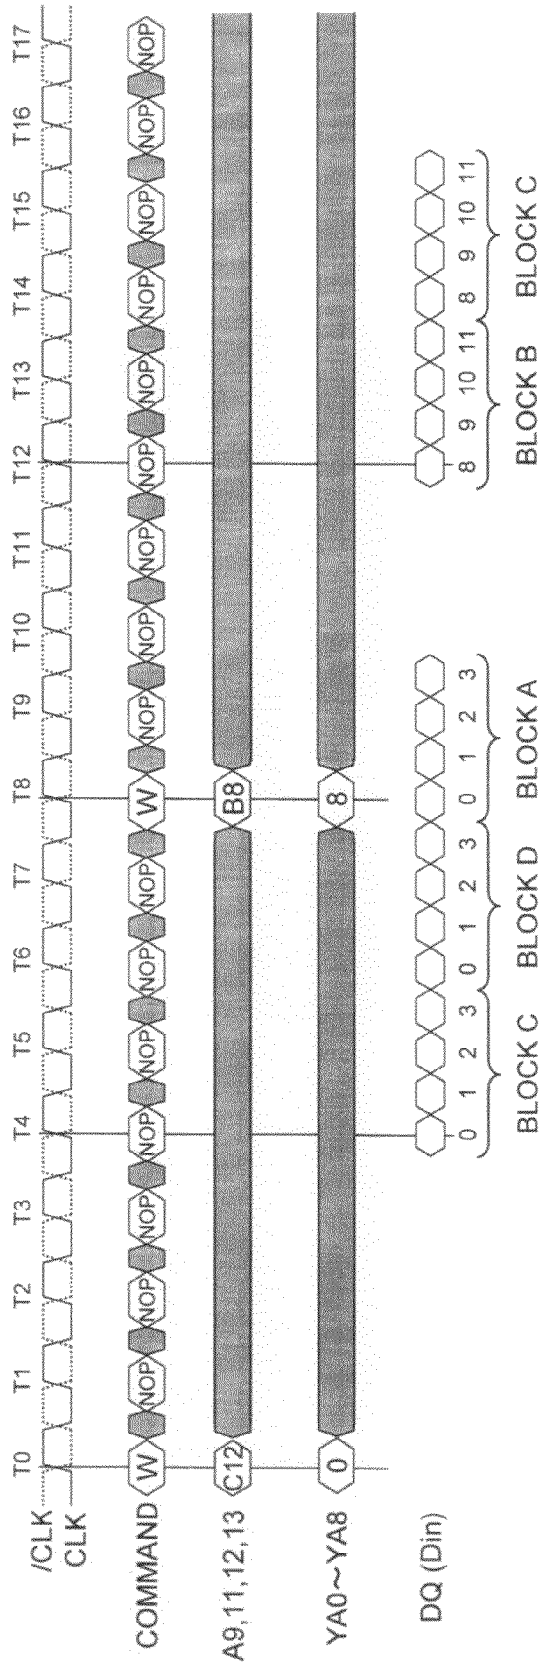 T0 T1 T2 T3 T4 T5 T6 T7 T8 T9 T10 T11 T12 T13 T14 T15 T16 T17
/CLK
CLK
COMMAND W NOP NOP NOP NOP NOP NOP NOP W NOP NOP NOP NOP NOP NOP NOP NOP NOP
A9,11,12,13 C12 B8
YA0~YA8 0 8
DQ (Din)
0 1 2 3 0 1 2 3 0 1 2 3 8 9 10 11 8 9 10 11
BLOCK C BLOCK D BLOCK A BLOCK B BLOCK C